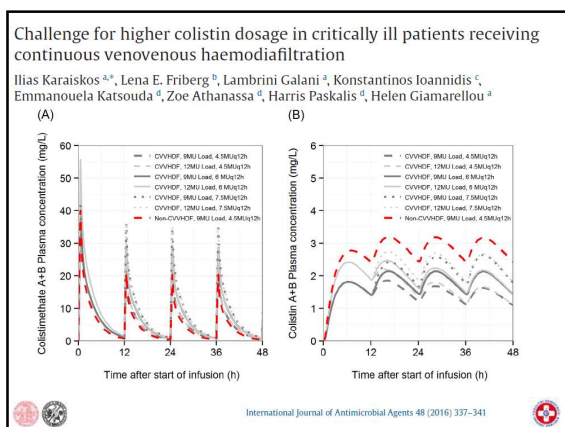 Challenge for higher colistin dosage in critically ill patients receiving
continuous venovenous haemodiafiltration
Ilias Karaiskos a,*, Lena E. Friberg b, Lambrini Galani a, Konstantinos Ioannidis c,
Emmanouela Katsouda d, Zoe Athanassa d, Harris Paskalis d, Helen Giamarellou a
(A)
Colistimethate A+B Plasma concentration (mg/L)
60
50
40
30
20
10
0
CVVHDF, 9MU Load, 4.5MUq12h
CVVHDF, 12MU Load, 4.5MUq12h
CVVHDF, 9MU Load, 6 MUq12h
CVVHDF, 12MU Load, 6 MUq12h
CVVHDF, 9MU Load, 7.5MUq12h
CVVHDF, 12MU Load, 7.5MUq12h
Non-CVVHDF, 9MU Load, 4.5MUq12h
0 12 24 36 48
Time after start of infusion (h)
(B)
Colistin A+B Plasma concentration (mg/L)
6
5
4
3
2
1
0
CVVHDF, 9MU Load, 4.5MUq12h
CVVHDF, 12MU Load, 4.5MUq12h
CVVHDF, 9MU Load, 6 MUq12h
CVVHDF, 12MU Load, 6 MUq12h
CVVHDF, 9MU Load, 7.5MUq12h
CVVHDF, 12MU Load, 7.5MUq12h
Non-CVVHDF, 9MU Load, 4.5MUq12h
0 12 24 36 48
Time after start of infusion (h)
International Journal of Antimicrobial Agents 48 (2016) 337–341